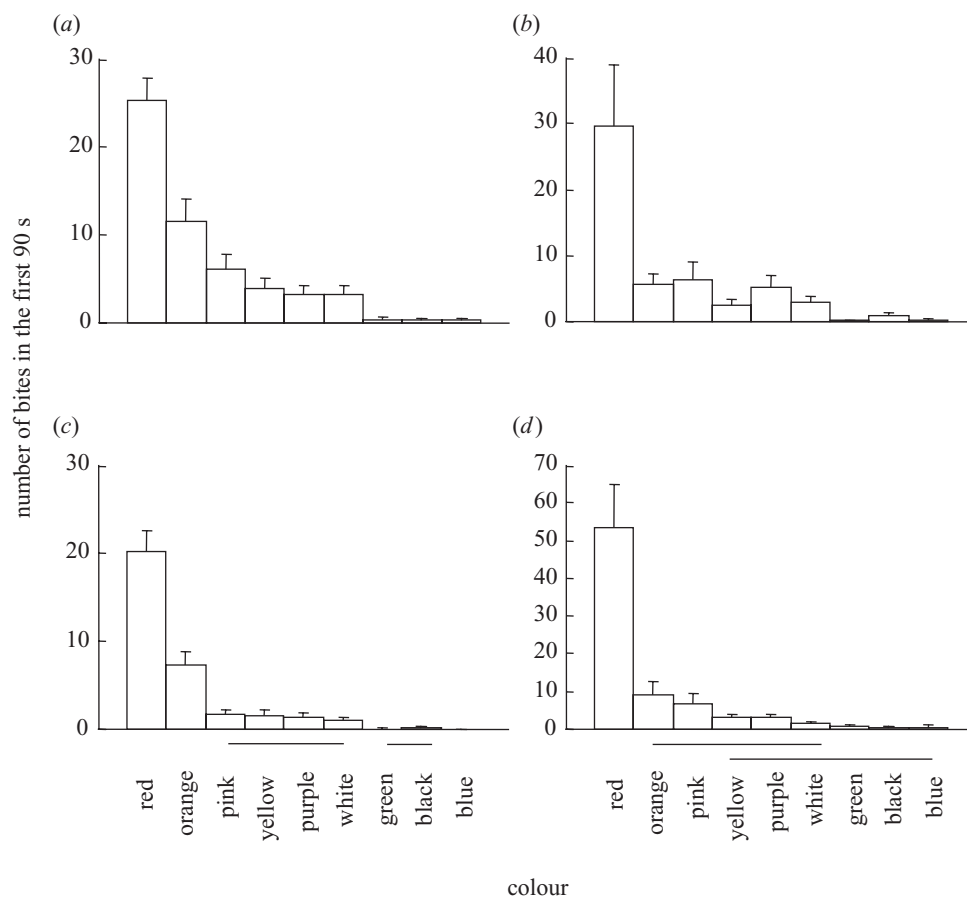 (a)
(b)
30
20
10
0
40
30
20
10
0
number of bites in the first 90 s
(c)
(d)
30
20
10
0
70
60
50
40
30
20
10
0
red
orange
pink
yellow
purple
white
green
black
blue
red
orange
pink
yellow
purple
white
green
black
blue
colour